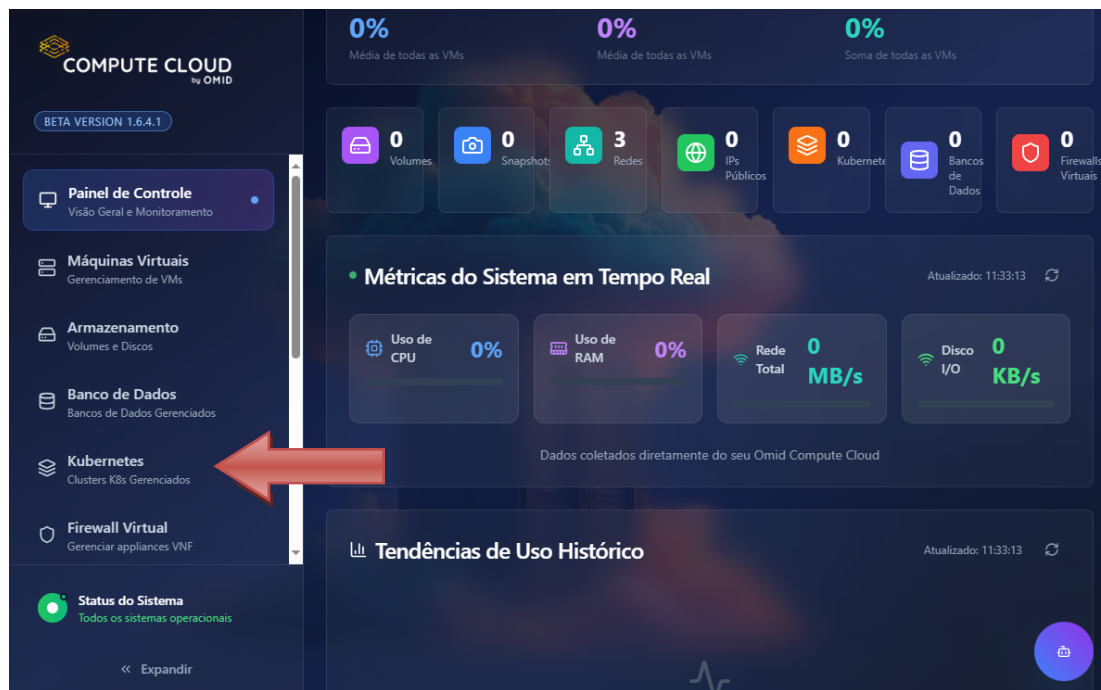 COMPUTE CLOUD
by OMID
BETA VERSION 1.6.4.1
Painel de Controle
Visão Geral e Monitoramento
Máquinas Virtuais
Gerenciamento de VMs
Armazenamento
Volumes e Discos
Banco de Dados
Bancos de Dados Gerenciados
Kubernetes
Clusters K8s Gerenciados
Firewall Virtual
Gerenciar appliances VNF
Status do Sistema
Todos os sistemas operacionais
Expandir
0%
Média de todas as VMs
0%
Média de todas as VMs
0%
Soma de todas as VMs
0
Volumes
0
Snapshots
3
Redes
0
IPs
Públicos
0
Kubernete
0
Bancos
de
Dados
0
Firewalls
Virtuais
Métricas do Sistema em Tempo Real
Atualizado: 11:33:13
Uso de
CPU
0%
Uso de
RAM
0%
Rede
Total
0
MB/s
Disco
I/O
0
KB/s
Dados coletados diretamente do seu Omid Compute Cloud
Tendências de Uso Histórico
Atualizado: 11:33:13